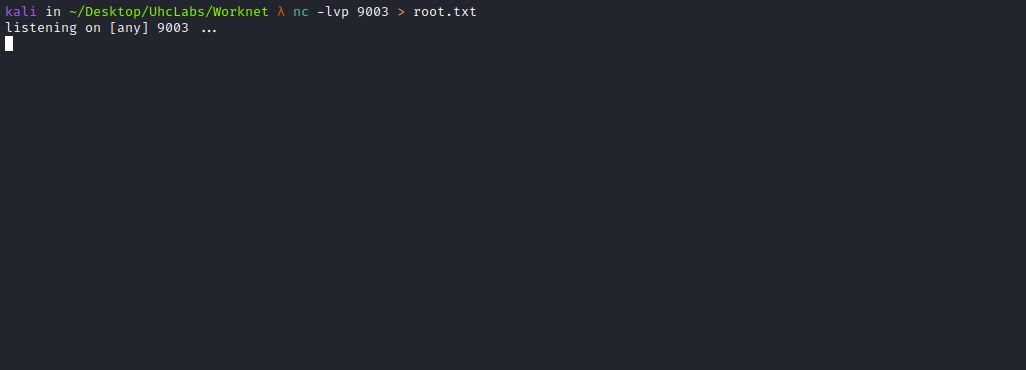 kali in ~/Desktop/UhcLabs/Worknet λ nc -lvp 9003 > root.txt
listening on [any] 9003 ...